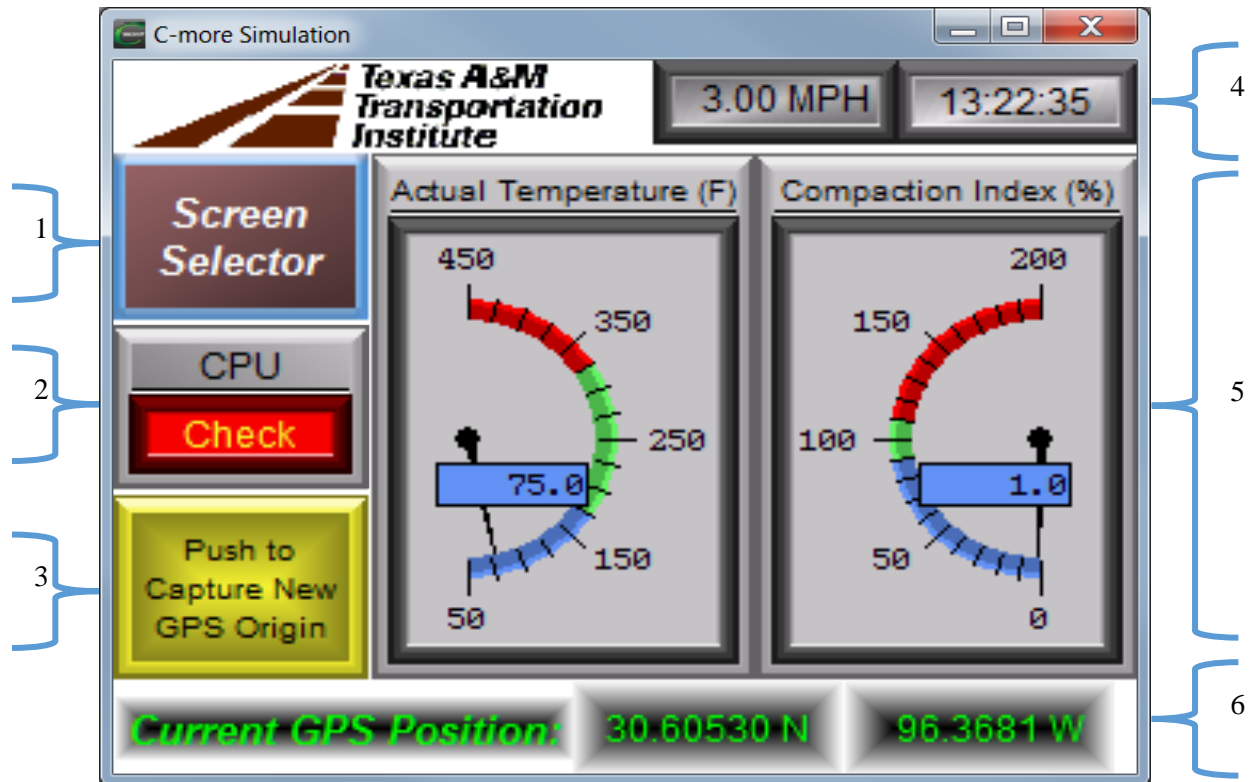 C-more Simulation
Texas A&M
Transportation
Institute
3.00 MPH
13:22:35
4
1
Screen
Selector
2
CPU
Check
3
Push to
Capture New
GPS Origin
Actual Temperature (F)
450
350
250
75.0
150
50
Compaction Index (%)
200
150
100
1.0
50
0
5
Current GPS Position:
30.60530 N
96.3681 W
6